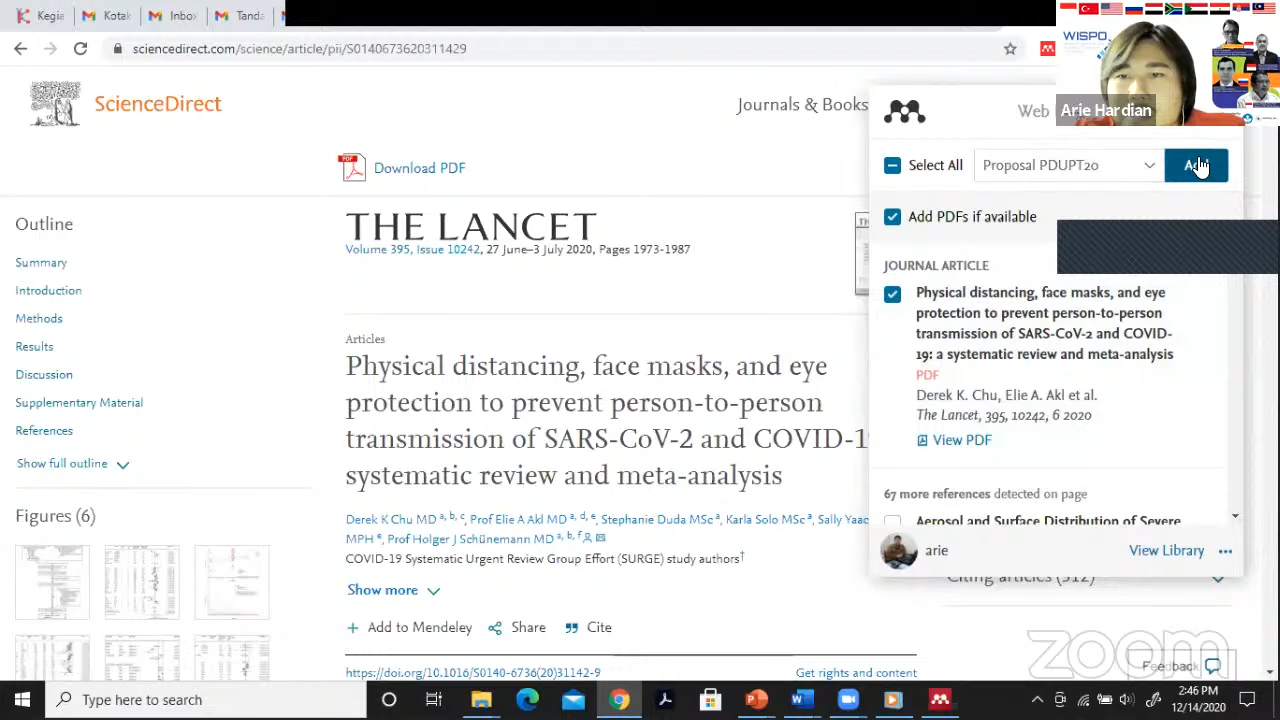 Kegi
Kotak
Inbox
Tanda
sciencedirect.com/science/article/pii/S0140673620311429
WISPO
Arie Hardian
ScienceDirect
Journals & Books
Web
Download PDF
Select All
Proposal PDUPT20
Add PDFs if available
Outline
Summary
Introduction
Methods
Results
Discussion
Supplementary Material
References
Show full outline
Figures (6)
THE LANCET
Volume 395, Issue 10242, 27 June–3 July 2020, Pages 1973-1987
Articles
Physical distancing, face masks, and eye
protection to prevent person-to-person
transmission of SARS-CoV-2 and COVID-1
systematic review and meta-analysis
Derek K Chu MD a, b, c, Prof Elie A Akl MD a, d, e, Stephanie Duda MSc a, Karla Solo MSc a, Sally Yaac
MPH e, Prof Holger J Schünemann MD a, b, f
COVID-19 Systematic Urgent Review Group Effort (SURGE) study authors†
Show more
Add to Mendeley
Share
Cite
https://doi.org/10.1016/S0140-6736(20)31142-9
Get rights and content
JOURNAL ARTICLE
Physical distancing, face masks, and eye
protection to prevent person-to-person
transmission of SARS-CoV-2 and COVID-
19: a systematic review and meta-analysis
PDF
Derek K. Chu, Elie A. Akl et al.
The Lancet, 395, 10242, 6 2020
View PDF
67 more references detected on page
Aerosol and Surface Distribution of Severe
arie
View Library
Citing articles (512)
zoom
Feedback
Type here to search
2:46 PM
12/14/2020